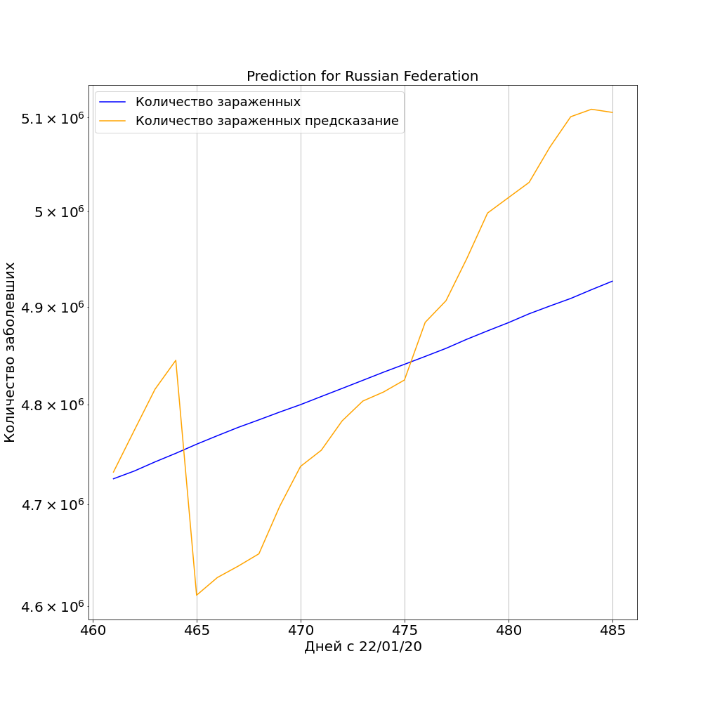 Prediction for Russian Federation
Количество зараженных
Количество зараженных предсказание
5.1 × 10⁶
5 × 10⁶
4.9 × 10⁶
4.8 × 10⁶
4.7 × 10⁶
4.6 × 10⁶
Количество заболевших
460 465 470 475 480 485
Дней с 22/01/20